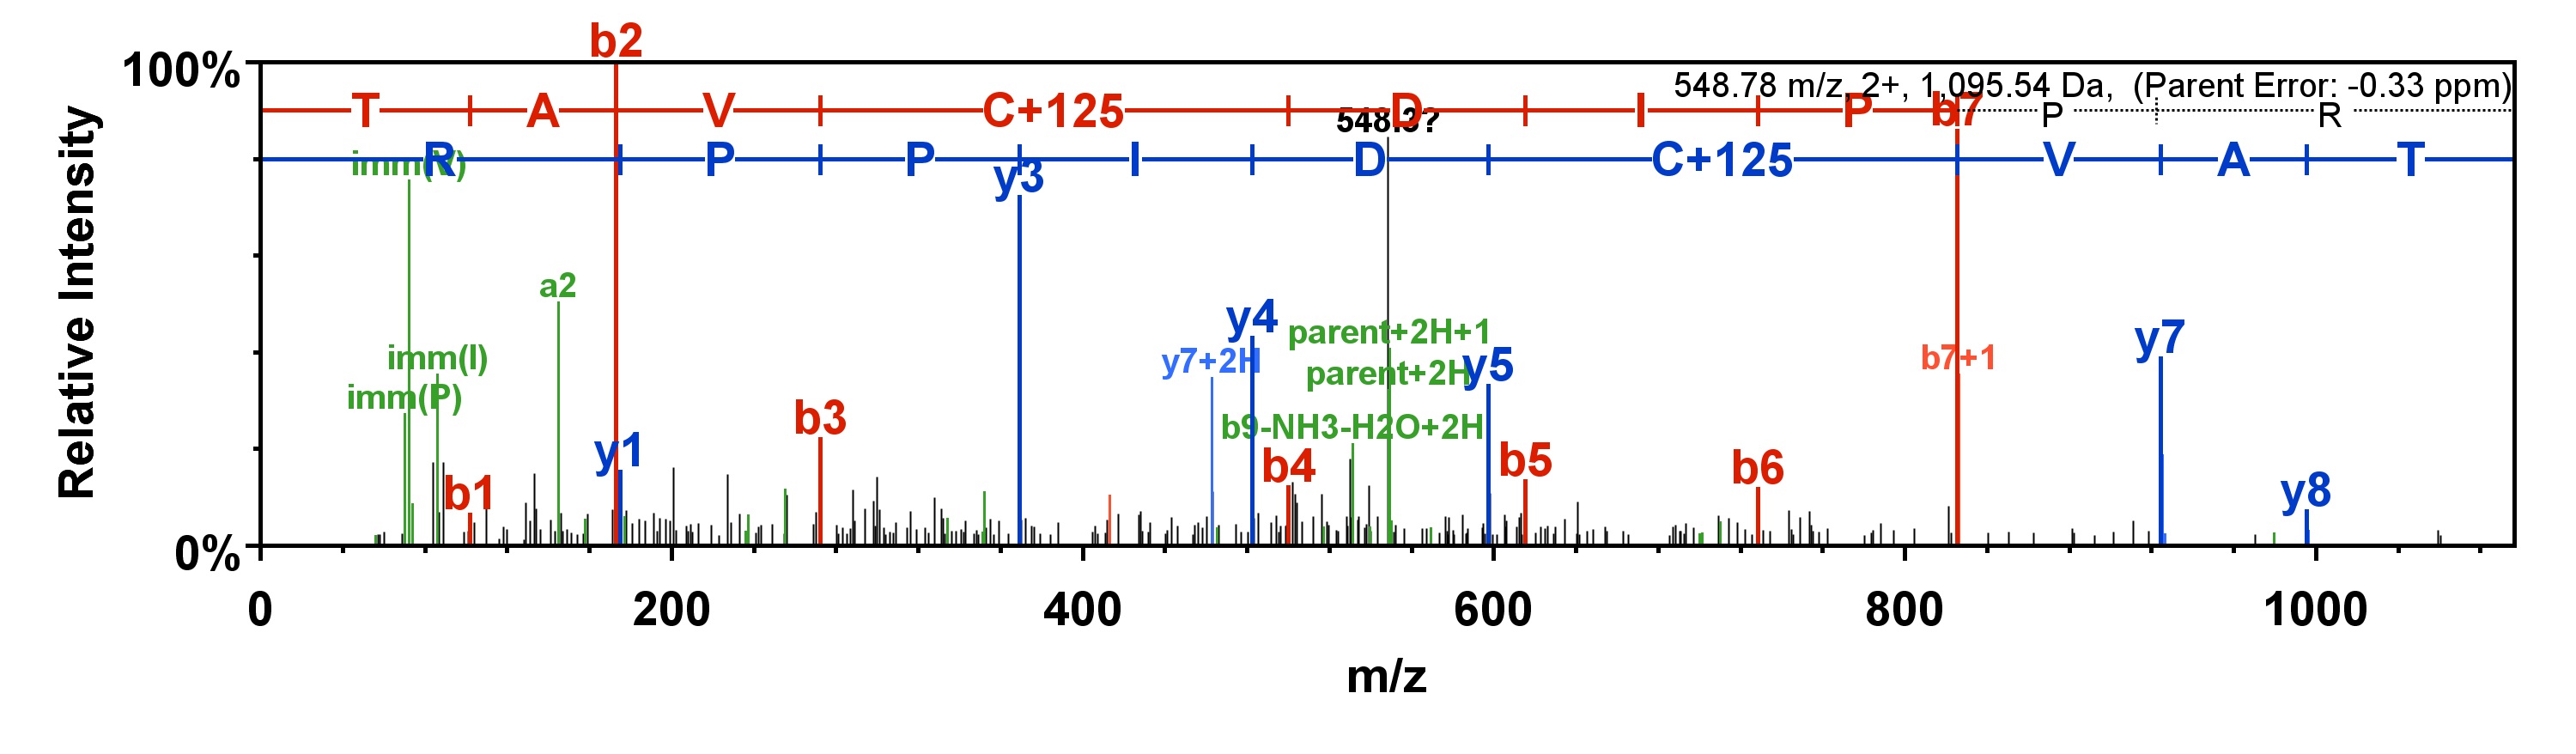 b2
100%
548.78 m/z, 2+, 1,095.54 Da, (Parent Error: -0.33 ppm)
T A V C+125 D I P b7 P R
548.3?
imm(V)
R P P I D C+125 V A T
y3
a2
y4
parent+2H+1
y7
imm(I)
y7+2H
parent+2H
y5
b7+1
imm(P)
b3
b9-NH3-H2O+2H
y1
b4
b5
b6
b1
y8
Relative Intensity
0%
0 200 400 600 800 1000
m/z